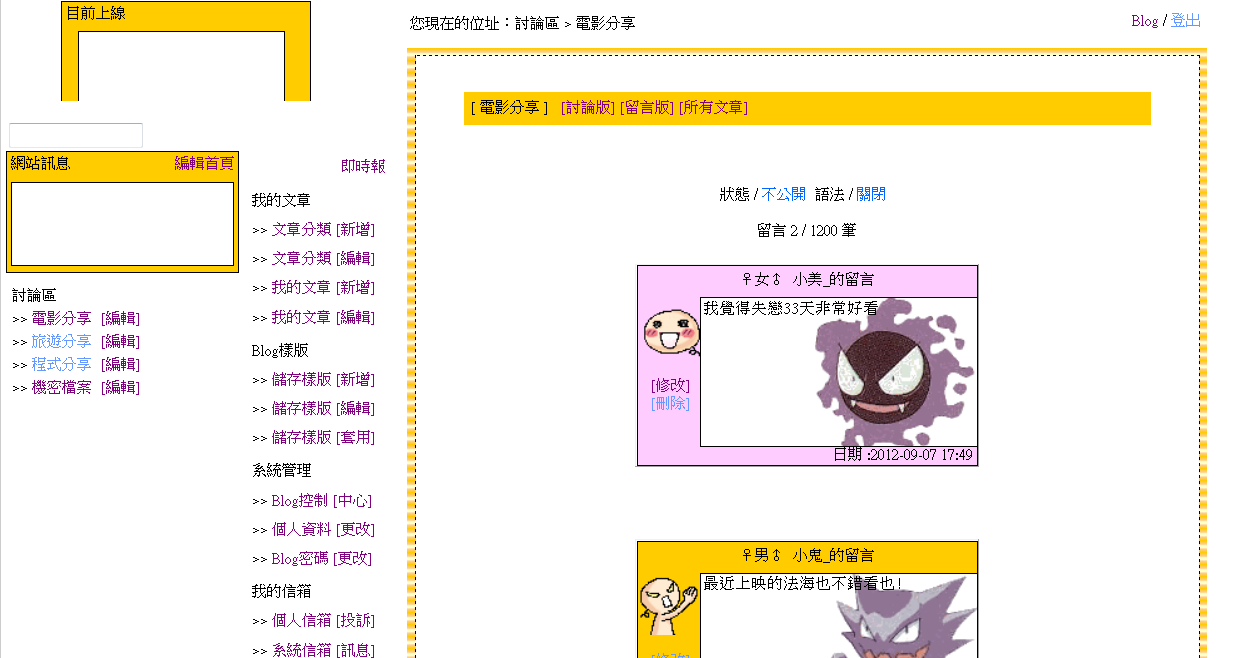 目前上線
您現在的位址：討論區 > 電影分享
Blog / 登出
[ 電影分享 ] [討論版] [留言版] [所有文章]
網站訊息 編輯首頁
即時報
我的文章
>> 文章分類 [新增]
>> 文章分類 [編輯]
>> 我的文章 [新增]
>> 我的文章 [編輯]
Blog樣版
>> 儲存樣版 [新增]
>> 儲存樣版 [編輯]
>> 儲存樣版 [套用]
系統管理
>> Blog控制 [中心]
>> 個人資料 [更改]
>> Blog密碼 [更改]
我的信箱
>> 個人信箱 [投訴]
>> 系統信箱 [訊息]
討論區
>> 電影分享 [編輯]
>> 旅遊分享 [編輯]
>> 程式分享 [編輯]
>> 機密檔案 [編輯]
狀態 / 不公開 語法 / 關閉
留言 2 / 1200 筆
♀女♂ 小美_的留言
我覺得失戀33天非常好看
[修改]
[刪除]
日期 :2012-09-07 17:49
♀男♂ 小鬼_的留言
最近上映的法海也不錯看也!